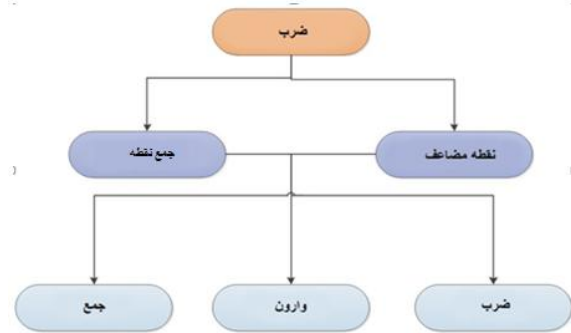 ضرب
نقطه مضاعف
جمع نقطه
ضرب
وارون
جمع